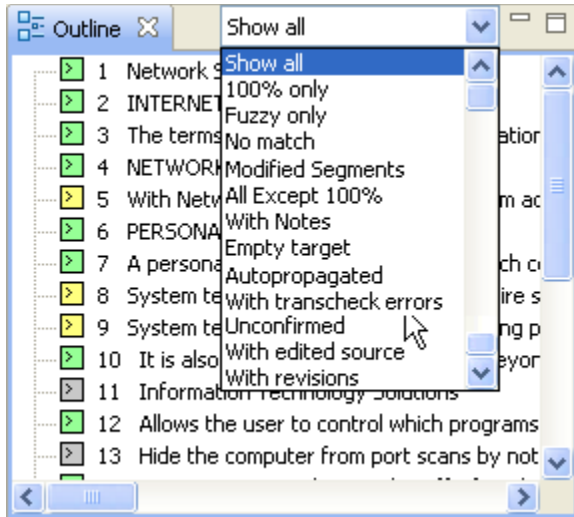 Outline
Show all
Show all
100% only
Fuzzy only
No match
Modified Segments
All Except 100%
With Notes
Empty target
Autopropagated
With transcheck errors
Unconfirmed
With edited source
With revisions
1 Network
2 INTERNET
3 The terms
4 NETWORK
5 With
6 PERSONA
7 A persona
8 System
9 System
10 It is also
11 Information Technology Solutions
12 Allows the user to control which programs
13 Hide the computer from port scans by not